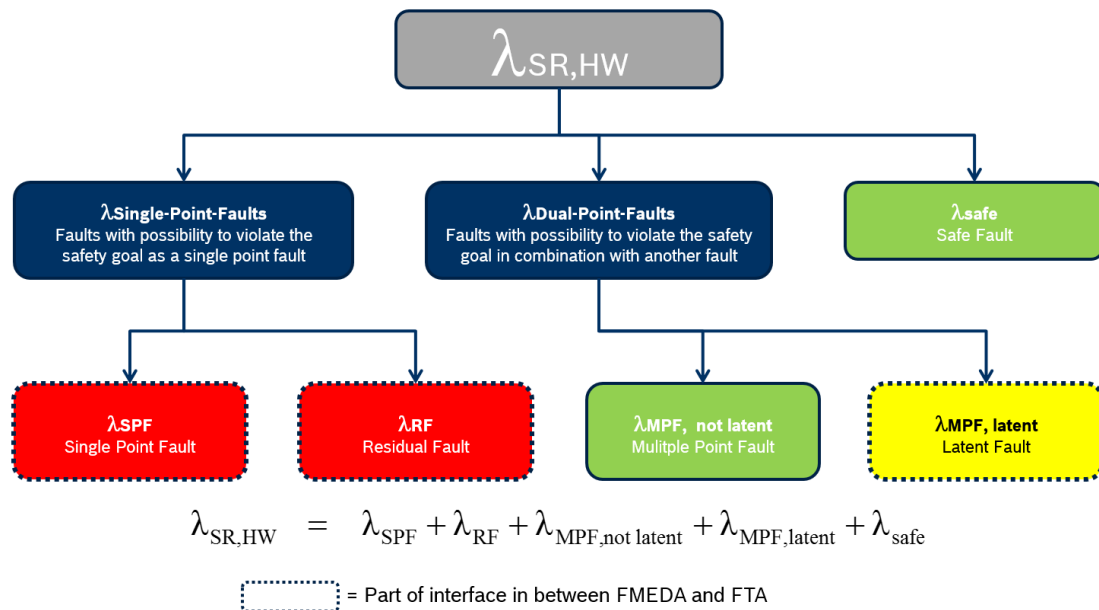 λSR,HW
λSingle-Point-Faults
Faults with possibility to violate the
safety goal as a single point fault
λDual-Point-Faults
Faults with possibility to violate the safety
goal in combination with another fault
λsafe
Safe Fault
λSPF
Single Point Fault
λRF
Residual Fault
λMPF, not latent
Mulitple Point Fault
λMPF, latent
Latent Fault
λSR,HW = λSPF + λRF + λMPF,not latent + λMPF,latent + λsafe
= Part of interface in between FMEDA and FTA